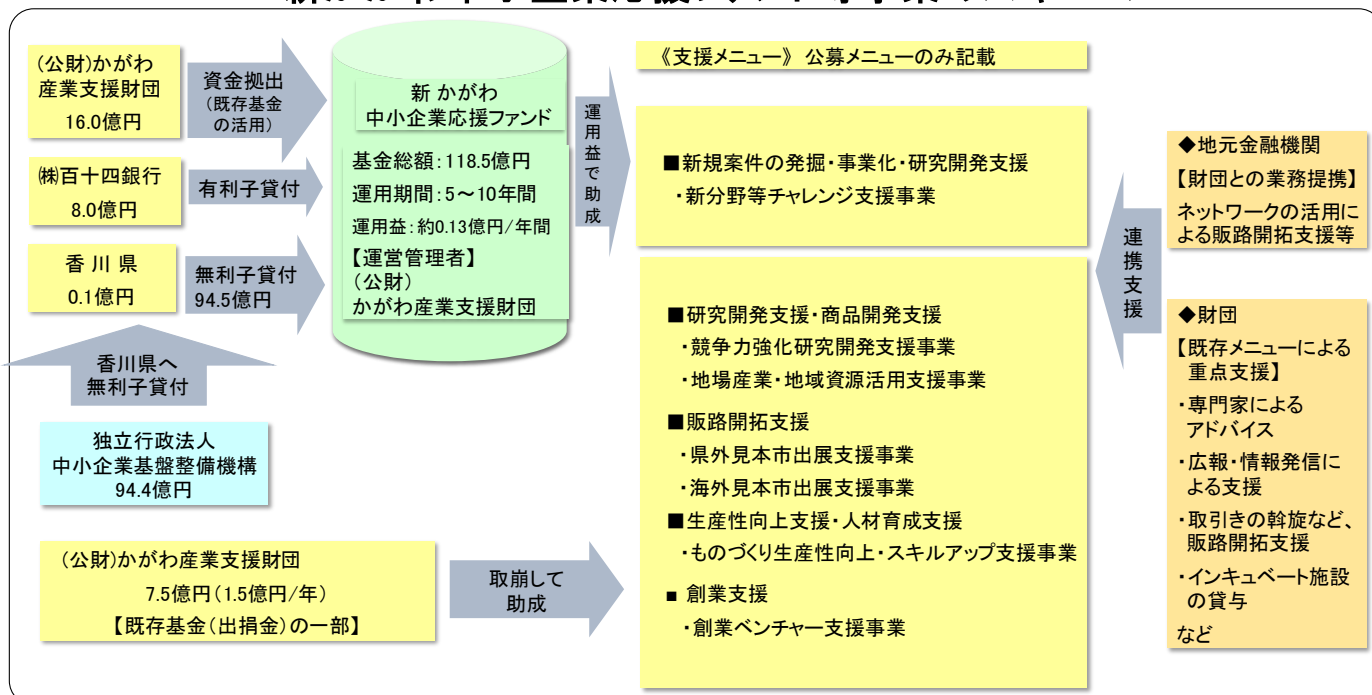 (公財)かがわ
産業支援財団
16.0億円
資金拠出
(既存基金
の活用)
㈱百十四銀行
8.0億円
有利子貸付
香川県
0.1億円
無利子貸付
94.5億円
香川県へ
無利子貸付
独立行政法人
中小企業基盤整備機構
94.4億円
新 かがわ
中小企業応援ファンド
基金総額:118.5億円
運用期間:5～10年間
運用益:約0.13億円/年間
【運営管理者】
(公財)
かがわ産業支援財団
運用益で助成
(公財)かがわ産業支援財団
7.5億円(1.5億円/年)
【既存基金(出捐金)の一部】
取崩して
助成
《支援メニュー》 公募メニューのみ記載
■新規案件の発掘・事業化・研究開発支援
・新分野等チャレンジ支援事業
■研究開発支援・商品開発支援
・競争力強化研究開発支援事業
・地場産業・地域資源活用支援事業
■販路開拓支援
・県外見本市出展支援事業
・海外見本市出展支援事業
■生産性向上支援・人材育成支援
・ものづくり生産性向上・スキルアップ支援事業
■ 創業支援
・創業ベンチャー支援事業
連携支援
◆地元金融機関
【財団との業務提携】
ネットワークの活用
による販路開拓支援等
◆財団
【既存メニューによる
重点支援】
・専門家による
アドバイス
・広報・情報発信に
よる支援
・取引きの斡旋など、
販路開拓支援
・インキュベート施設
の貸与
など